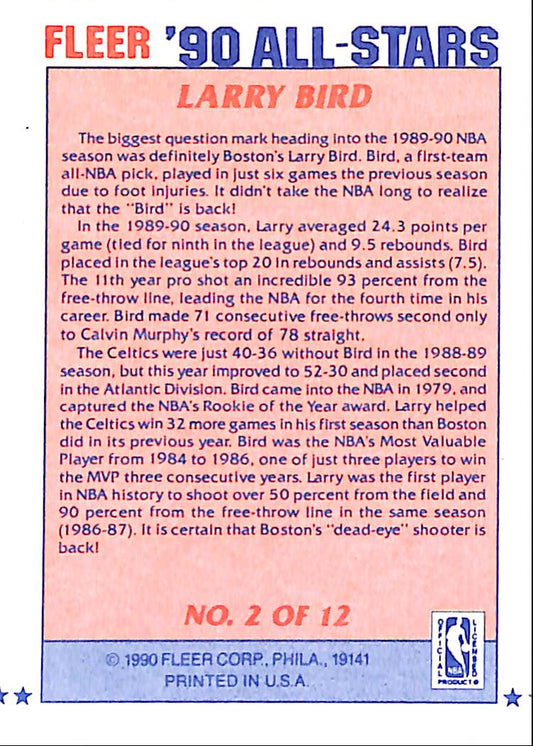 FLEER '90 ALL-STARS
LARRY BIRD
The biggest question mark heading into the 1989-90 NBA
season was definitely Boston's Larry Bird. Bird, a first-team
all-NBA pick, played in just six games the previous season
due to foot injuries. It didn't take the NBA long to realize
that the "Bird" is back!
In the 1989-90 season, Larry averaged 24.3 points per
game (tied for ninth in the league) and 9.5 rebounds. Bird
placed in the league's top 20 in rebounds and assists (7.5).
The 11th year pro shot an incredible 93 percent from the
free-throw line, leading the NBA for the fourth time in his
career. Bird made 71 consecutive free-throws second only
to Calvin Murphy's record of 78 straight.
The Celtics were just 40-36 without Bird in the 1988-89
season, but this year improved to 52-30 and placed second
in the Atlantic Division. Bird came into the NBA in 1979, and
captured the NBA's Rookie of the Year award. Larry helped
the Celtics win 32 more games in his first season than Boston
did in its previous year. Bird was the NBA's Most Valuable
Player from 1984 to 1986, one of just three players to win
the MVP three consecutive years. Larry was the first player
in NBA history to shoot over 50 percent from the field and
90 percent from the free-throw line in the same season
(1986-87). It is certain that Boston's "dead-eye" shooter is
back!
NO. 2 OF 12
© 1990 FLEER CORP., PHILA., 19141
PRINTED IN U.S.A.
OFFICIAL
LICENSED
NBA
PRODUCT®